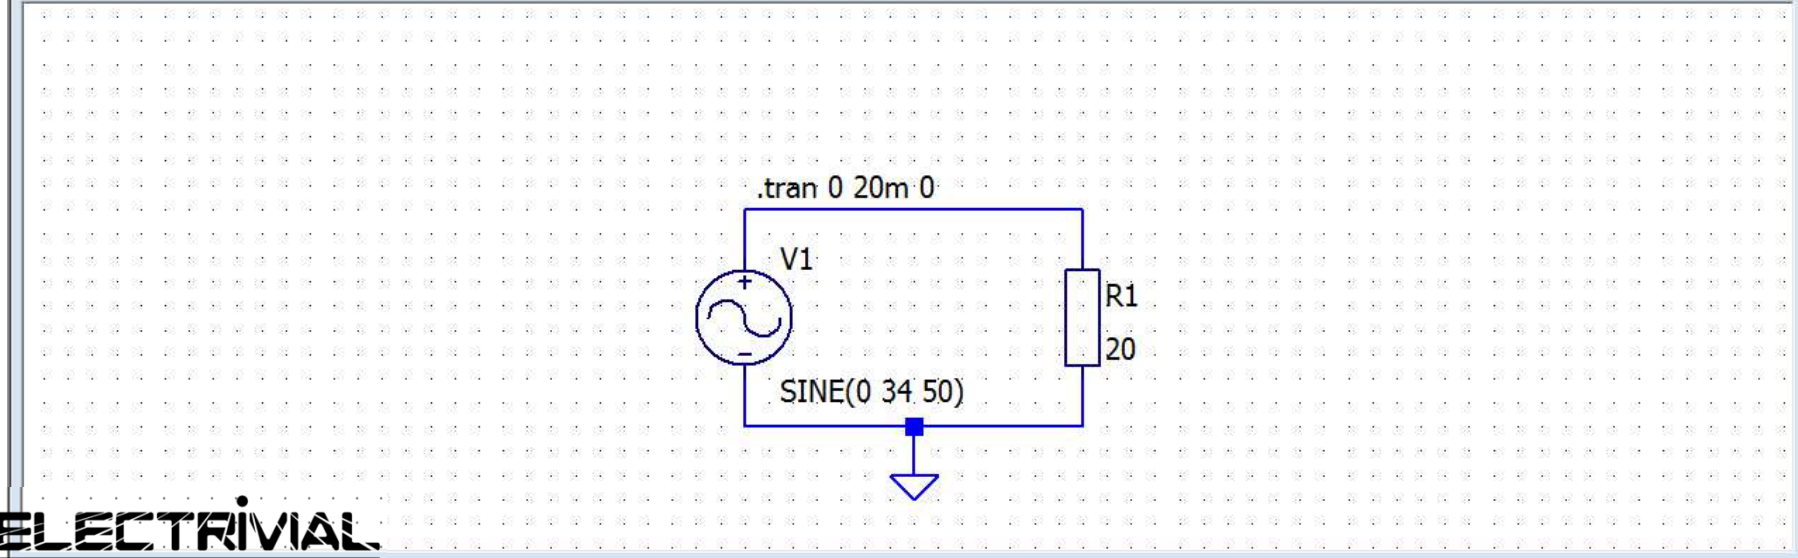 .tran 0 20m 0
V1
R1
20
SINE(0 34 50)
ELECTRiVIAL